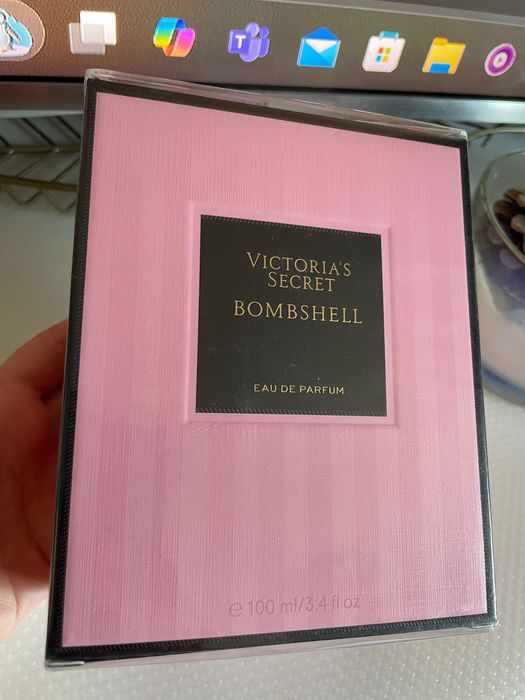 T
VICTORIA'S
SECRET
BOMBSHELL
EAU DE PARFUM
℮ 100 ml/3.4 fl oz